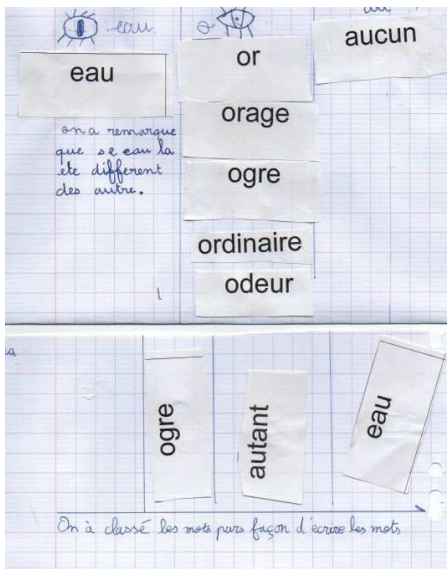 eau
o
au
eau
or
aucun
orage
on a remarque
que se eau la
ete different
des autre.
ogre
ordinaire
odeur
ogre
autant
eau
On à classé les mots pars façon d'écrire les mots